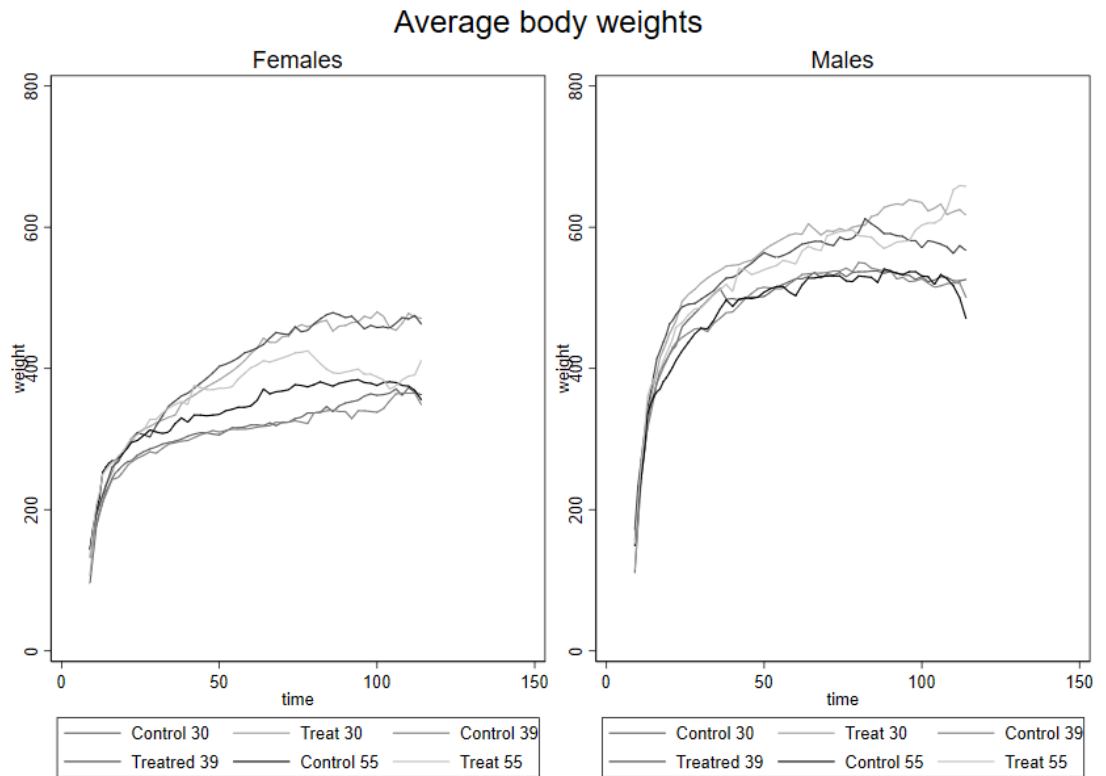 Average body weights
Females
Males
800
600
400
200
0
weight
0 50 100 150
time
800
600
400
200
0
weight
0 50 100 150
time
Control 30 Treat 30 Control 39
Treatred 39 Control 55 Treat 55
Control 30 Treat 30 Control 39
Treatred 39 Control 55 Treat 55